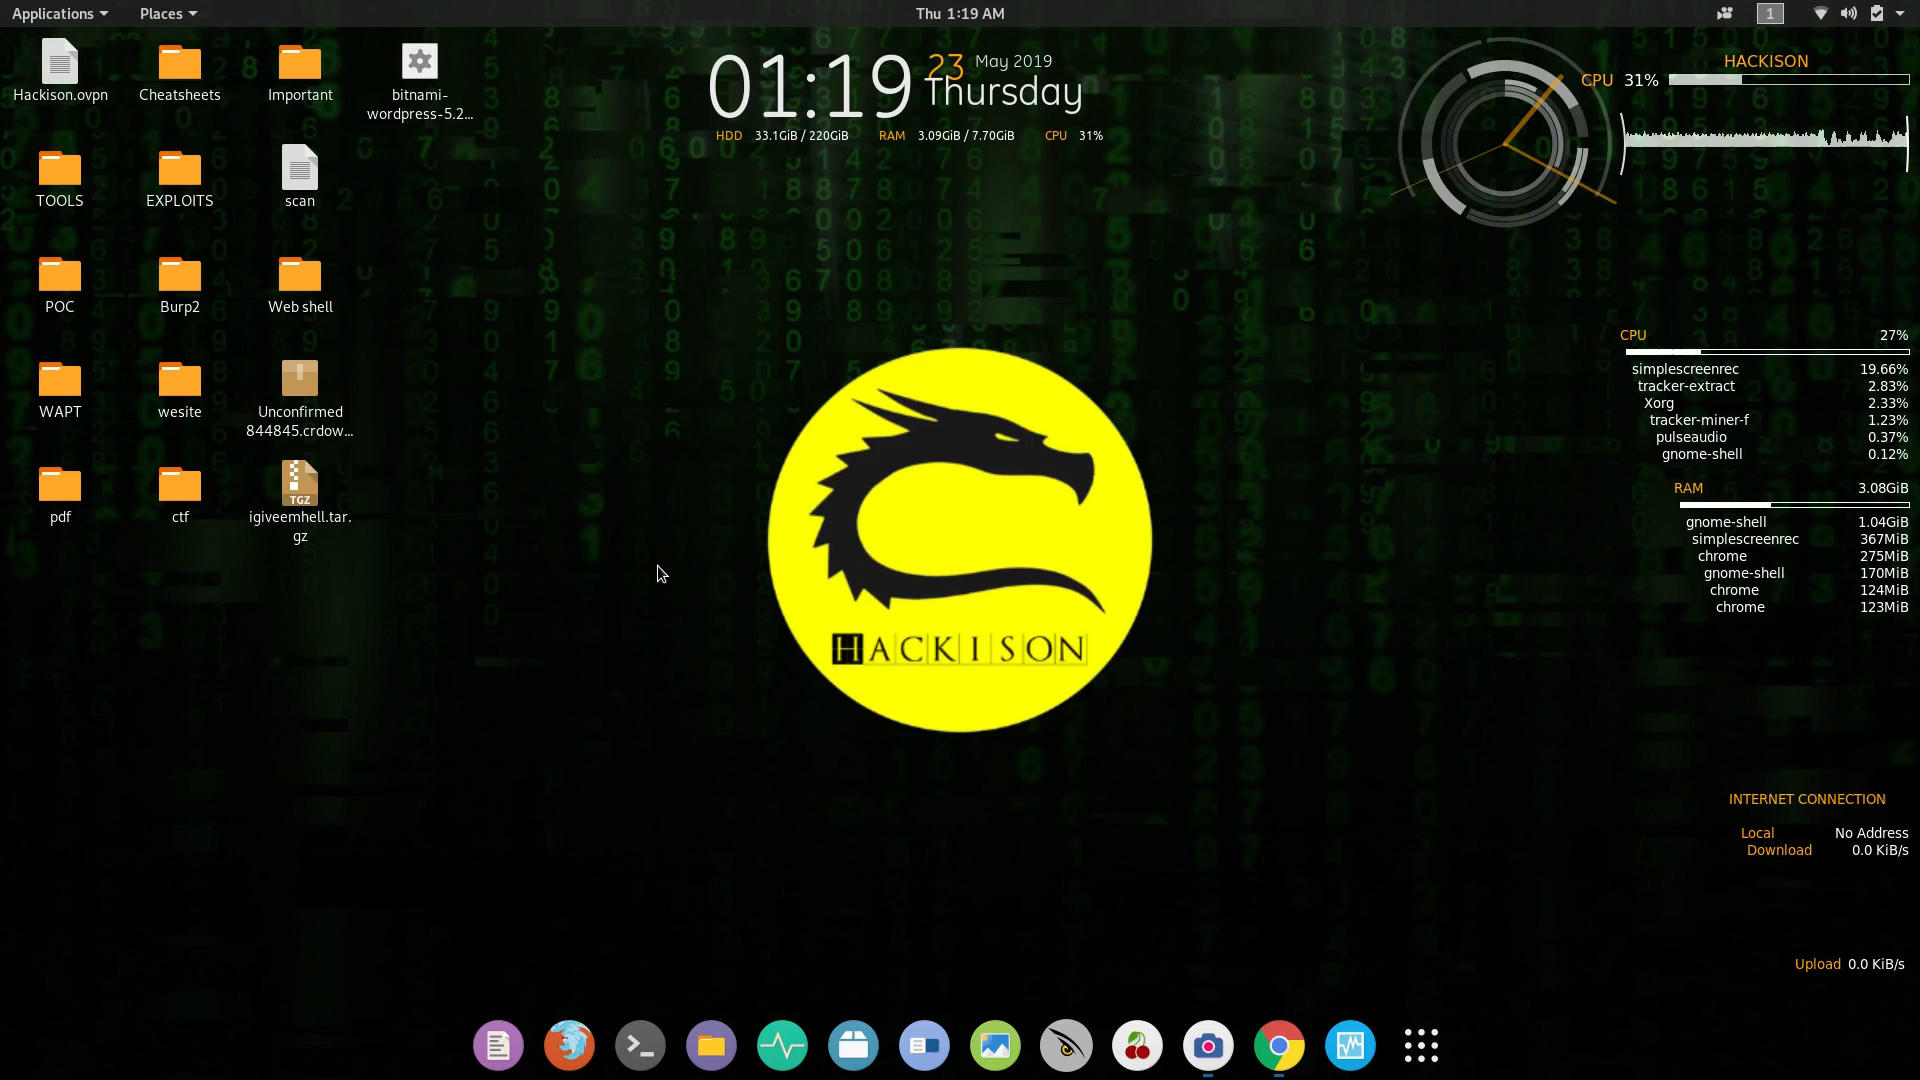 Applications Places Thu 1:19 AM 1
Hackison.ovpn Cheatsheets Important bitnami-
wordpress-5.2...
TOOLS EXPLOITS scan
POC Burp2 Web shell
WAPT wesite Unconfirmed
844845.crdow...
pdf ctf igiveemhell.tar.
gz
TGZ
01:19 23 May 2019
Thursday
HDD 33.1GiB / 220GiB RAM 3.09GiB / 7.70GiB CPU 31%
HACKISON
CPU 31%
CPU 27%
simplescreenrec 19.66%
tracker-extract 2.83%
Xorg 2.33%
tracker-miner-f 1.23%
pulseaudio 0.37%
gnome-shell 0.12%
RAM 3.08GiB
gnome-shell 1.04GiB
simplescreenrec 367MiB
chrome 275MiB
gnome-shell 170MiB
chrome 124MiB
chrome 123MiB
HACKISON
INTERNET CONNECTION
Local No Address
Download 0.0 KiB/s
Upload 0.0 KiB/s